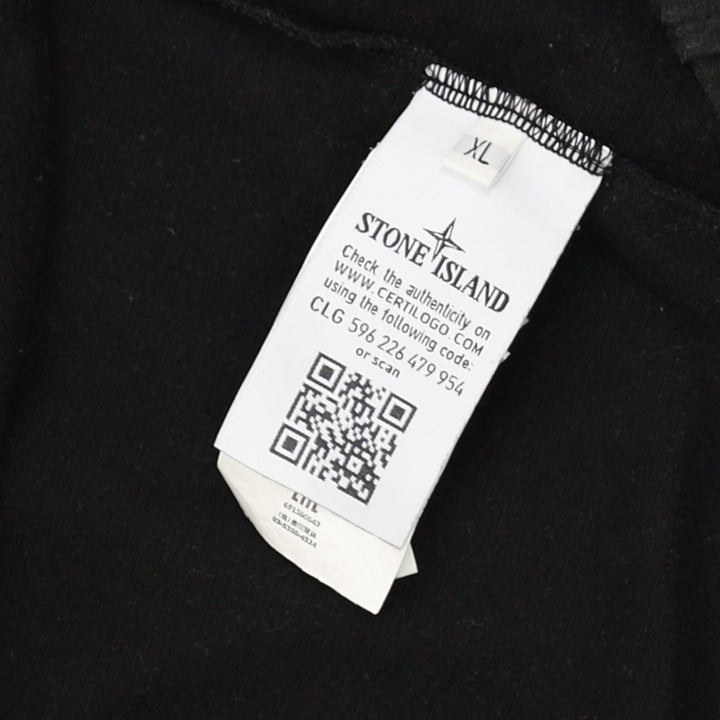 XL
STONE ISLAND
Check the authenticity on
WWW.CERTILOGO.COM
using the following code:
CLG 596 226 479 954
or scan